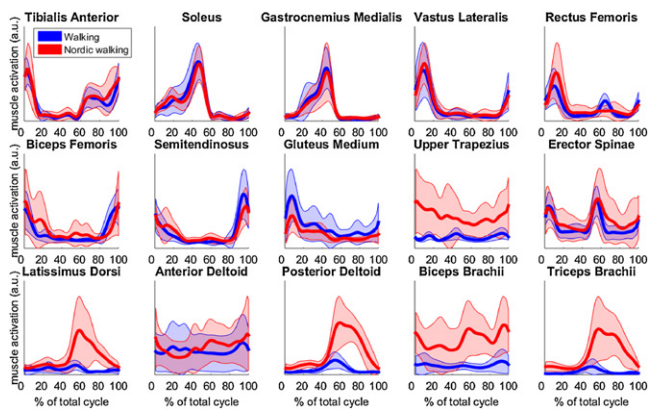 Tibialis Anterior Soleus Gastrocnemius Medialis Vastus Lateralis Rectus Femoris
muscle activation (a.u.)
Walking
Nordic walking
20 40 60 80 100 0 20 40 60 80 100 0 20 40 60 80 100 0 20 40 60 80 100 0 20 40 60 80 100
Biceps Femoris Semitendinosus Gluteus Medium Upper Trapezius Erector Spinae
muscle activation (a.u.)
20 40 60 80 100 0 20 40 60 80 100 0 20 40 60 80 100 0 20 40 60 80 100 0 20 40 60 80 100
Latissimus Dorsi Anterior Deltoid Posterior Deltoid Biceps Brachii Triceps Brachii
muscle activation (a.u.)
20 40 60 80 100 0 20 40 60 80 100 0 20 40 60 80 100 0 20 40 60 80 100 0 20 40 60 80 100
% of total cycle % of total cycle % of total cycle % of total cycle % of total cycle